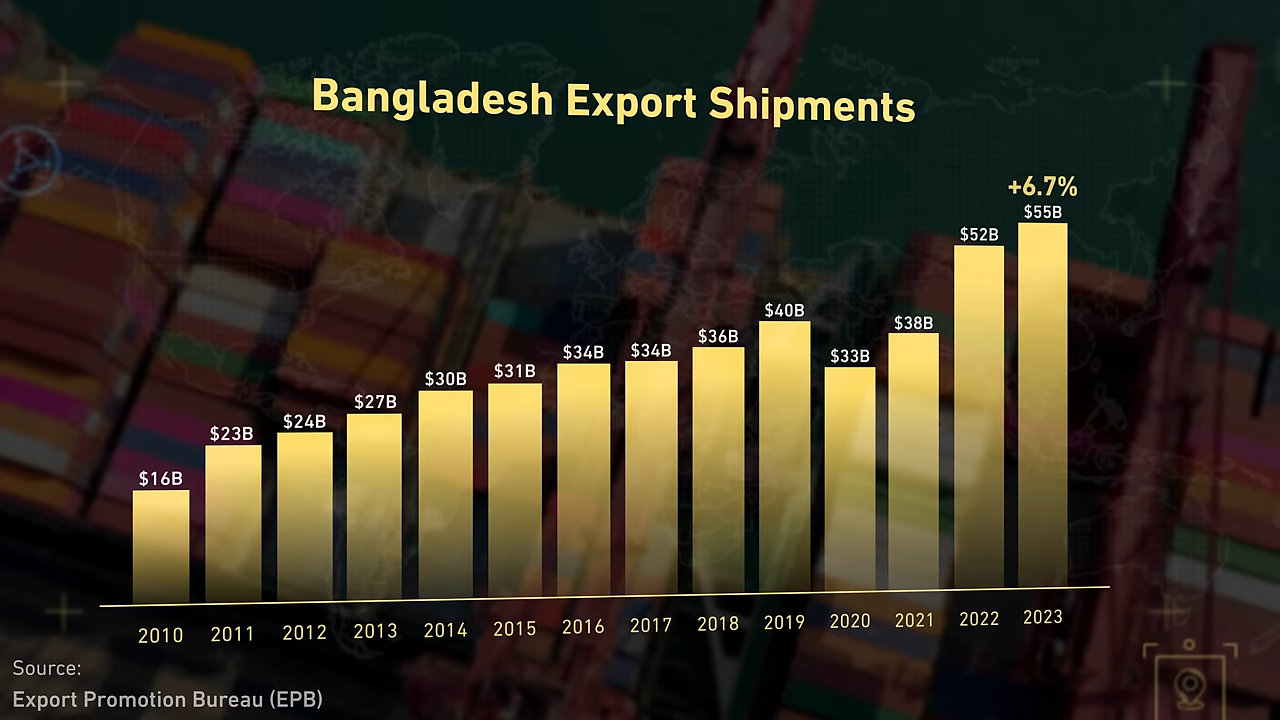 Bangladesh Export Shipments
+6.7%
$55B
$52B
$40B
$38B
$36B
$33B
$34B
$34B
$31B
$30B
$27B
$24B
$23B
$16B
2010 2011 2012 2013 2014 2015 2016 2017 2018 2019 2020 2021 2022 2023
Source:
Export Promotion Bureau (EPB)